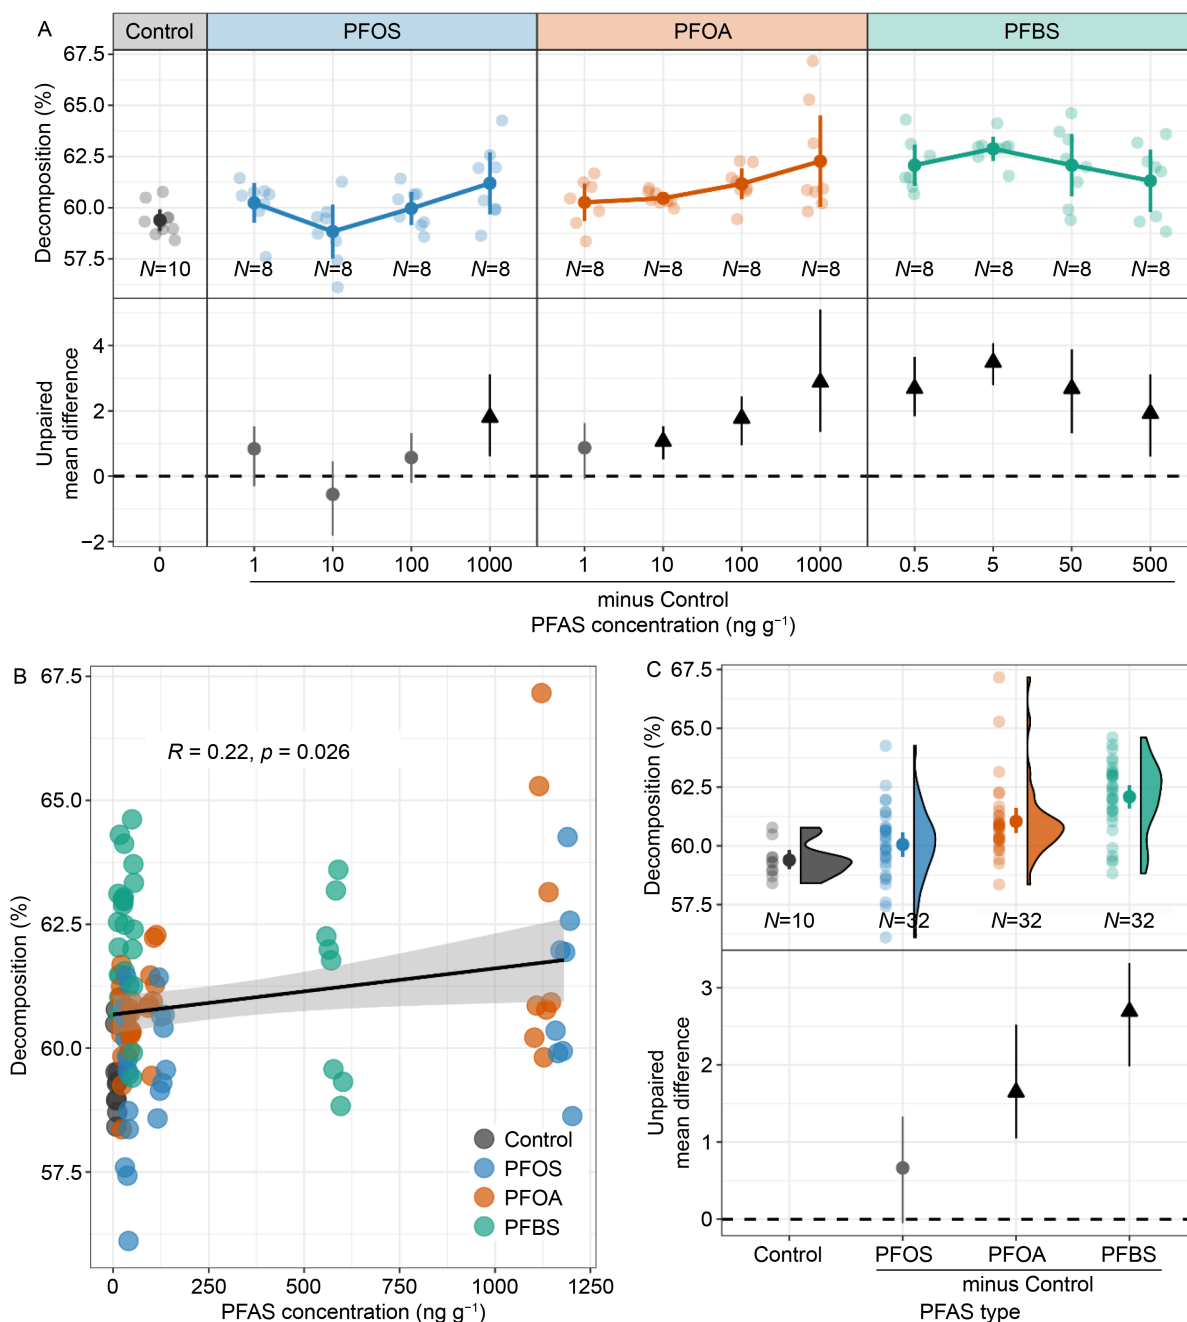 A
Control PFOS PFOA PFBS
Decomposition (%)
67.5
65.0
62.5
60.0
57.5
N=10 N=8 N=8 N=8 N=8 N=8 N=8 N=8 N=8 N=8 N=8 N=8 N=8
Unpaired
mean difference
4
2
0
−2
0 1 10 100 1000 1 10 100 1000 0.5 5 50 500
minus Control
PFAS concentration (ng g⁻¹)
B
Decomposition (%)
67.5
65.0
62.5
60.0
57.5
R = 0.22, p = 0.026
Control
PFOS
PFOA
PFBS
0 250 500 750 1000 1250
PFAS concentration (ng g⁻¹)
C
Decomposition (%)
67.5
65.0
62.5
60.0
57.5
N=10 N=32 N=32 N=32
Unpaired
mean difference
3
2
1
0
Control PFOS PFOA PFBS
minus Control
PFAS type